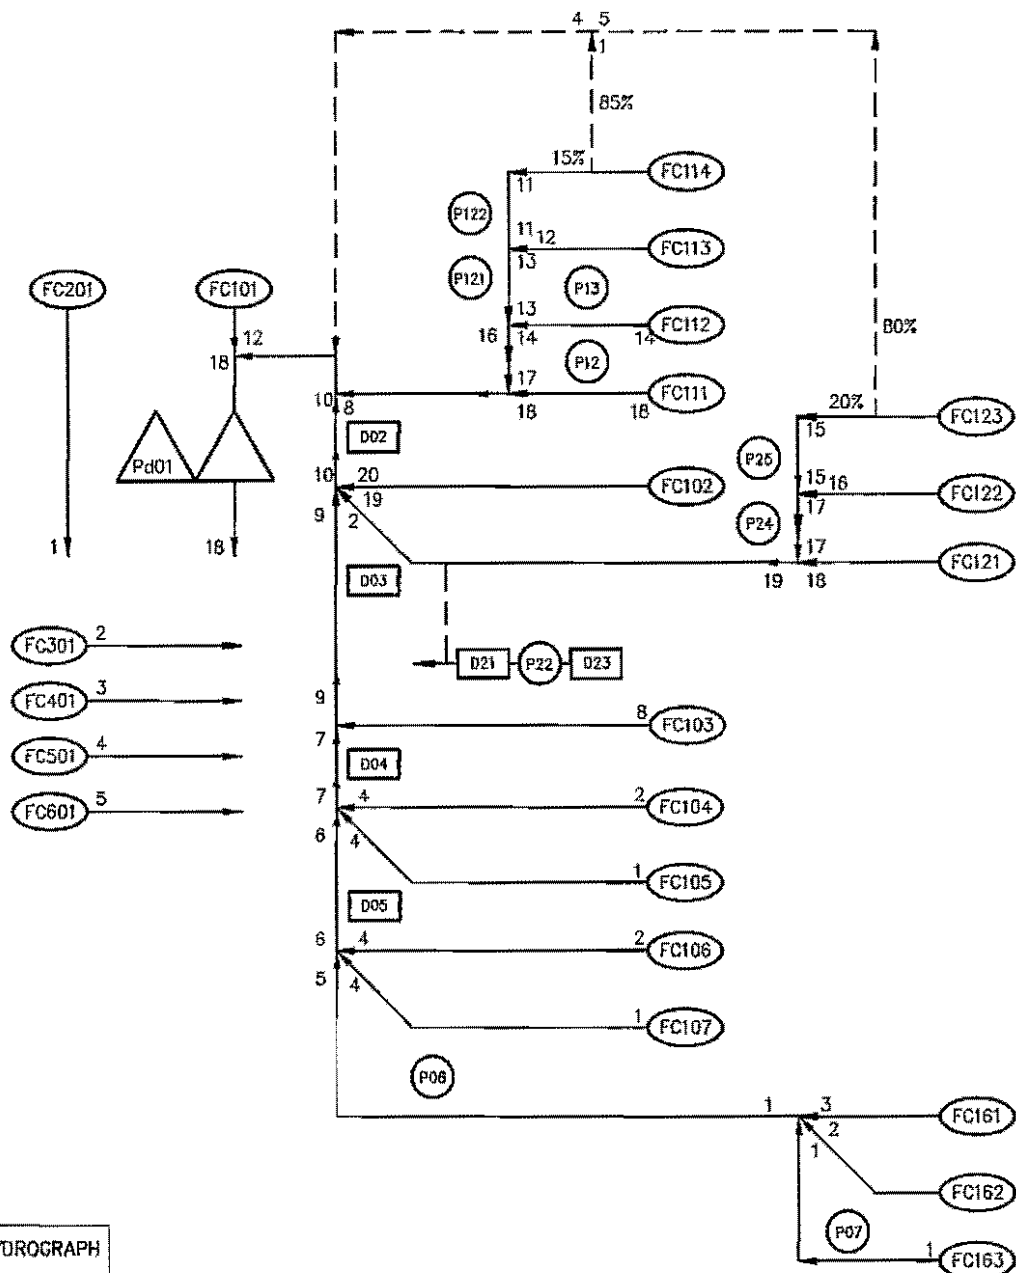 4 5
1
85%
15%
FC114
11
P122
11 12
FC113
13
FC201
FC101
P121
P13
80%
13
FC112
12
16
14
14
18
P12
17
FC111
10
8
18
18
20%
FC123
15
D02
Pd01
P25
10
20
FC102
15
16
FC122
19
17
9
2
P24
17
1
18
D03
19
18
FC121
FC301
2
D21
P22
D23
FC401
3
9
8
FC103
7
FC501
4
D04
7
4
2
FC104
FC601
5
6
4
1
FC105
D05
6
4
2
FC106
5
4
1
FC107
P06
1
3
FC161
2
1
FC162
P07
YDROGRAPH
1
FC163